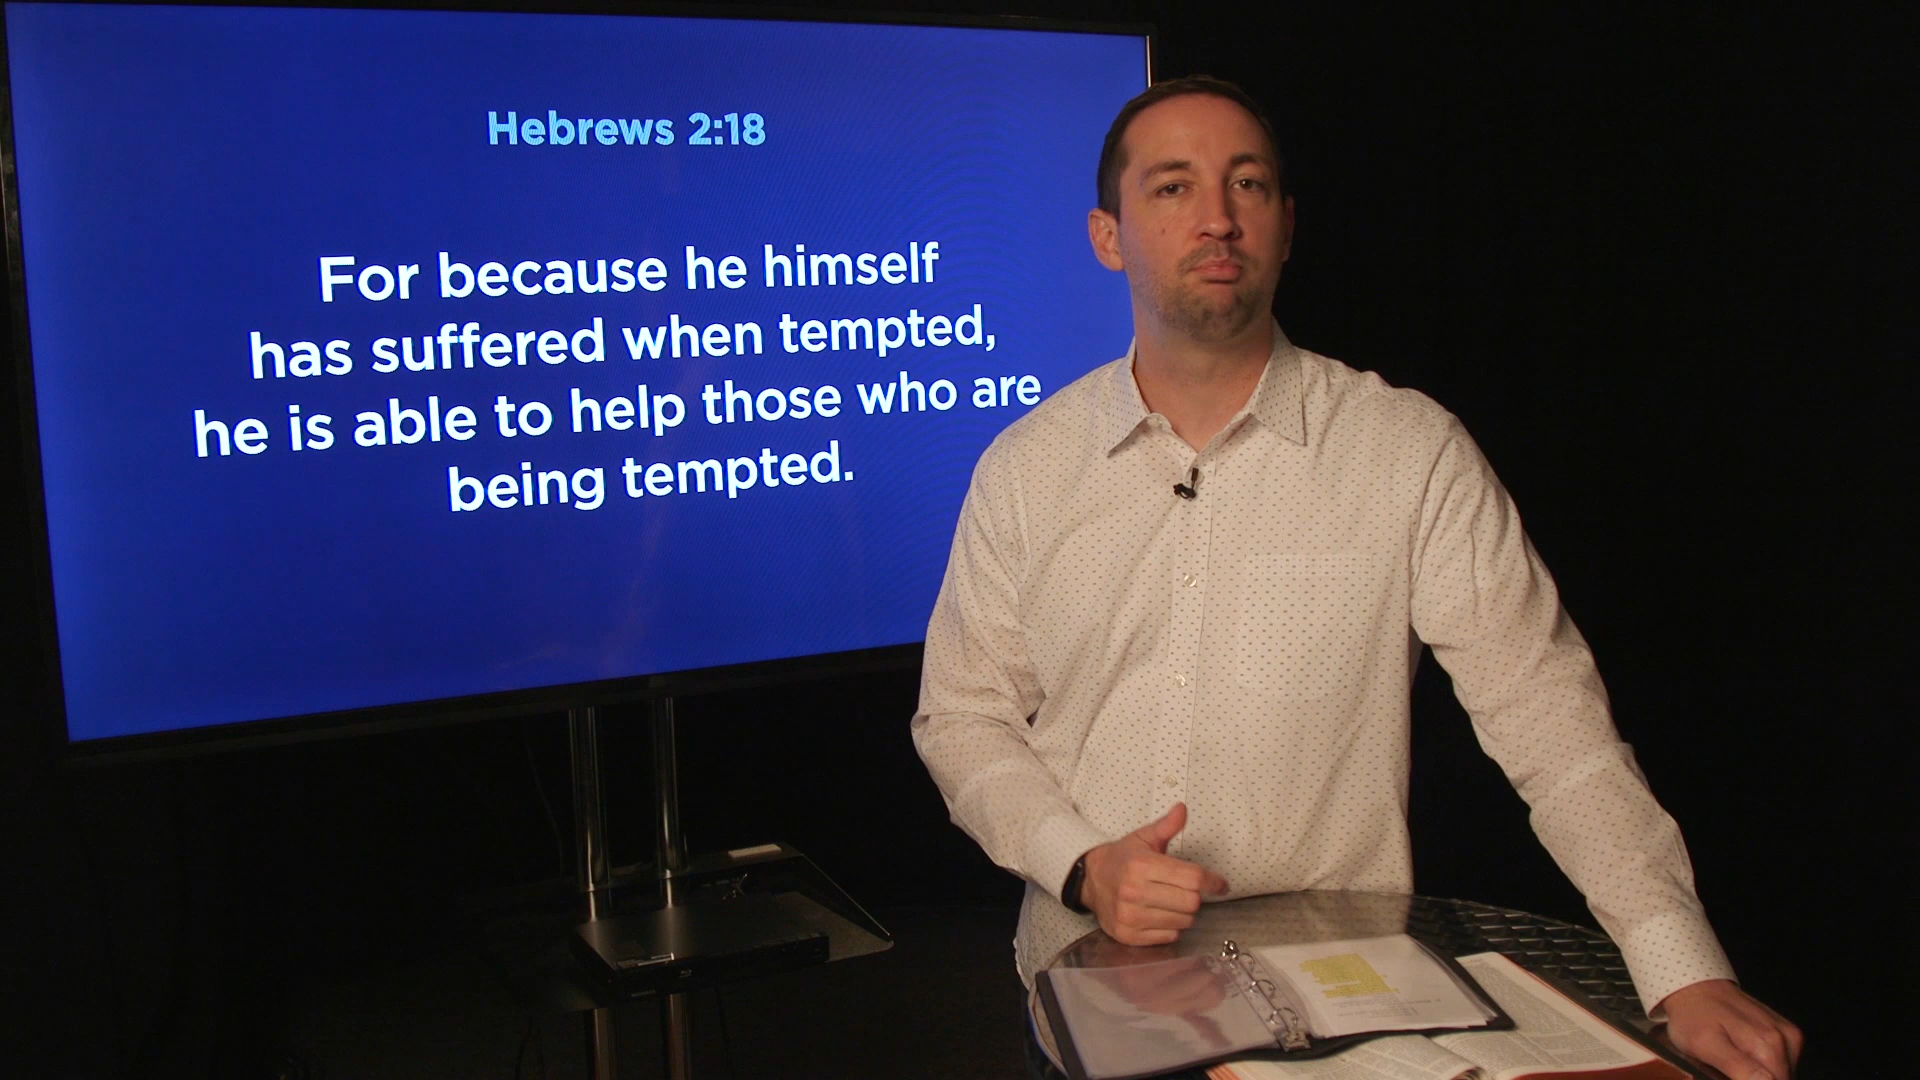 Hebrews 2:18
For because he himself
has suffered when tempted,
he is able to help those who are
being tempted.